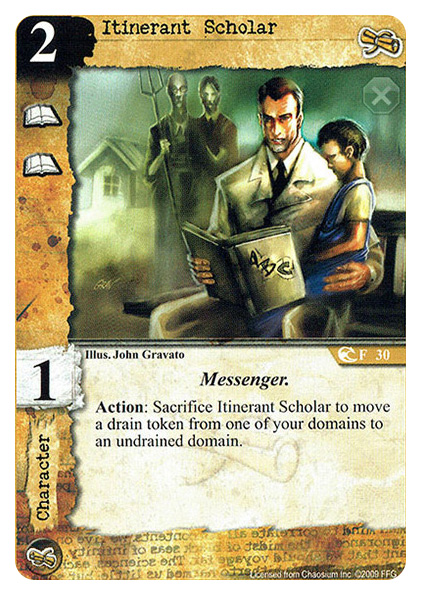 2
Itinerant Scholar
ABC
Illus. John Gravato
F 30
1
Messenger.
Action: Sacrifice Itinerant Scholar to move
a drain token from one of your domains to
an undrained domain.
Character
Licensed from Chaosium Inc. ©2009 FFG